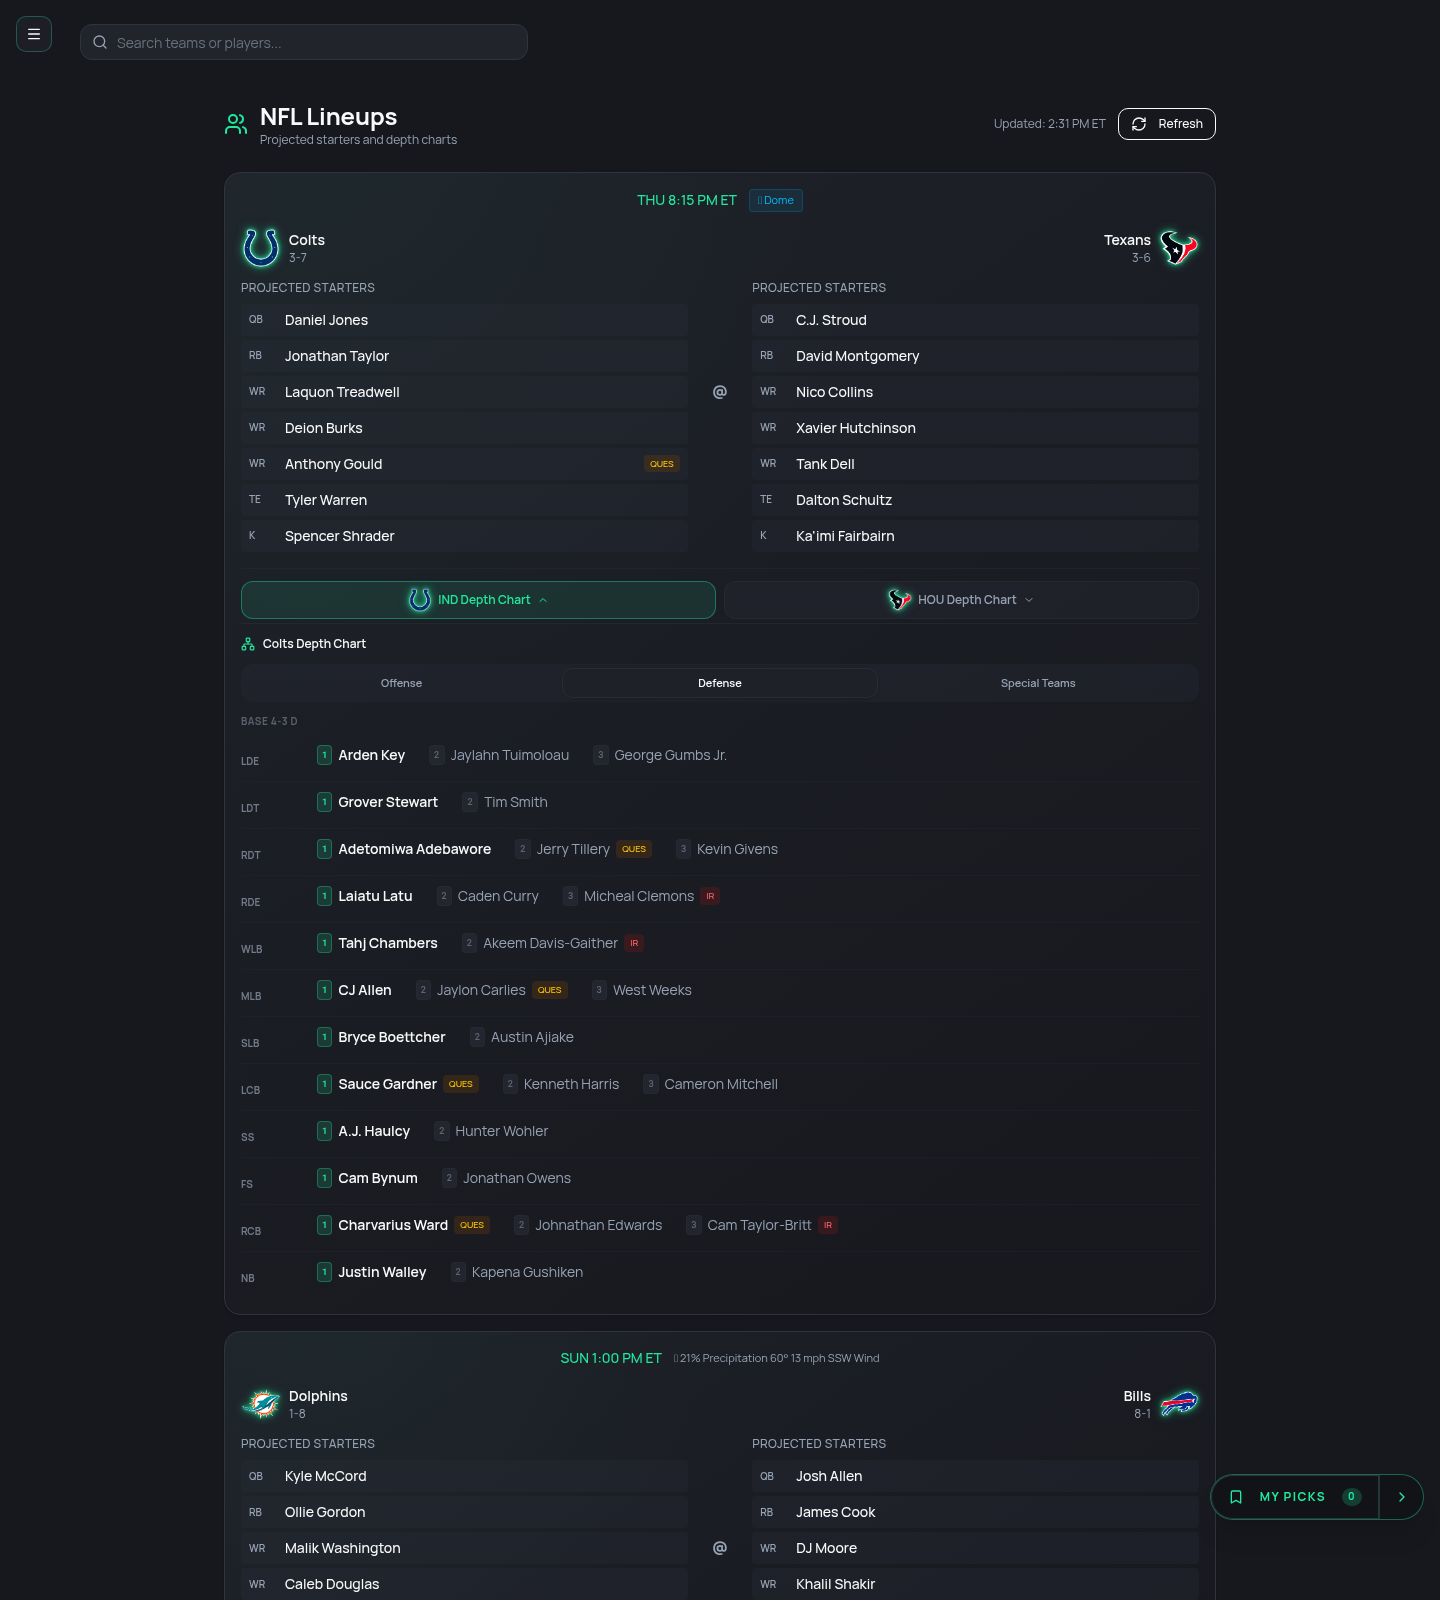 Search teams or players...
NFL Lineups
Projected starters and depth charts
Updated: 2:31 PM ET
Refresh
THU 8:15 PM ET
Dome
Colts
3-7
Texans
3-6
PROJECTED STARTERS
QB Daniel Jones
RB Jonathan Taylor
WR Laquon Treadwell
WR Deion Burks
WR Anthony Gould QUES
TE Tyler Warren
K Spencer Shrader
@
PROJECTED STARTERS
QB C.J. Stroud
RB David Montgomery
WR Nico Collins
WR Xavier Hutchinson
WR Tank Dell
TE Dalton Schultz
K Ka'imi Fairbairn
IND Depth Chart
HOU Depth Chart
Colts Depth Chart
Offense
Defense
Special Teams
BASE 4-3 D
LDE 1 Arden Key 2 Jaylahn Tuimoloau 3 George Gumbs Jr.
LDT 1 Grover Stewart 2 Tim Smith
RDT 1 Adetomiwa Adebawore 2 Jerry Tillery QUES 3 Kevin Givens
RDE 1 Laiatu Latu 2 Caden Curry 3 Micheal Clemons IR
WLB 1 Tahj Chambers 2 Akeem Davis-Gaither IR
MLB 1 CJ Allen 2 Jaylon Carlies QUES 3 West Weeks
SLB 1 Bryce Boettcher 2 Austin Ajiake
LCB 1 Sauce Gardner QUES 2 Kenneth Harris 3 Cameron Mitchell
SS 1 A.J. Haulcy 2 Hunter Wohler
FS 1 Cam Bynum 2 Jonathan Owens
RCB 1 Charvarius Ward QUES 2 Johnathan Edwards 3 Cam Taylor-Britt IR
NB 1 Justin Walley 2 Kapena Gushiken
SUN 1:00 PM ET
21% Precipitation 60° 13 mph SSW Wind
Dolphins
1-8
Bills
8-1
PROJECTED STARTERS
QB Kyle McCord
RB Ollie Gordon
WR Malik Washington
WR Caleb Douglas
@
PROJECTED STARTERS
QB Josh Allen
RB James Cook
WR DJ Moore
WR Khalil Shakir
MY PICKS 0